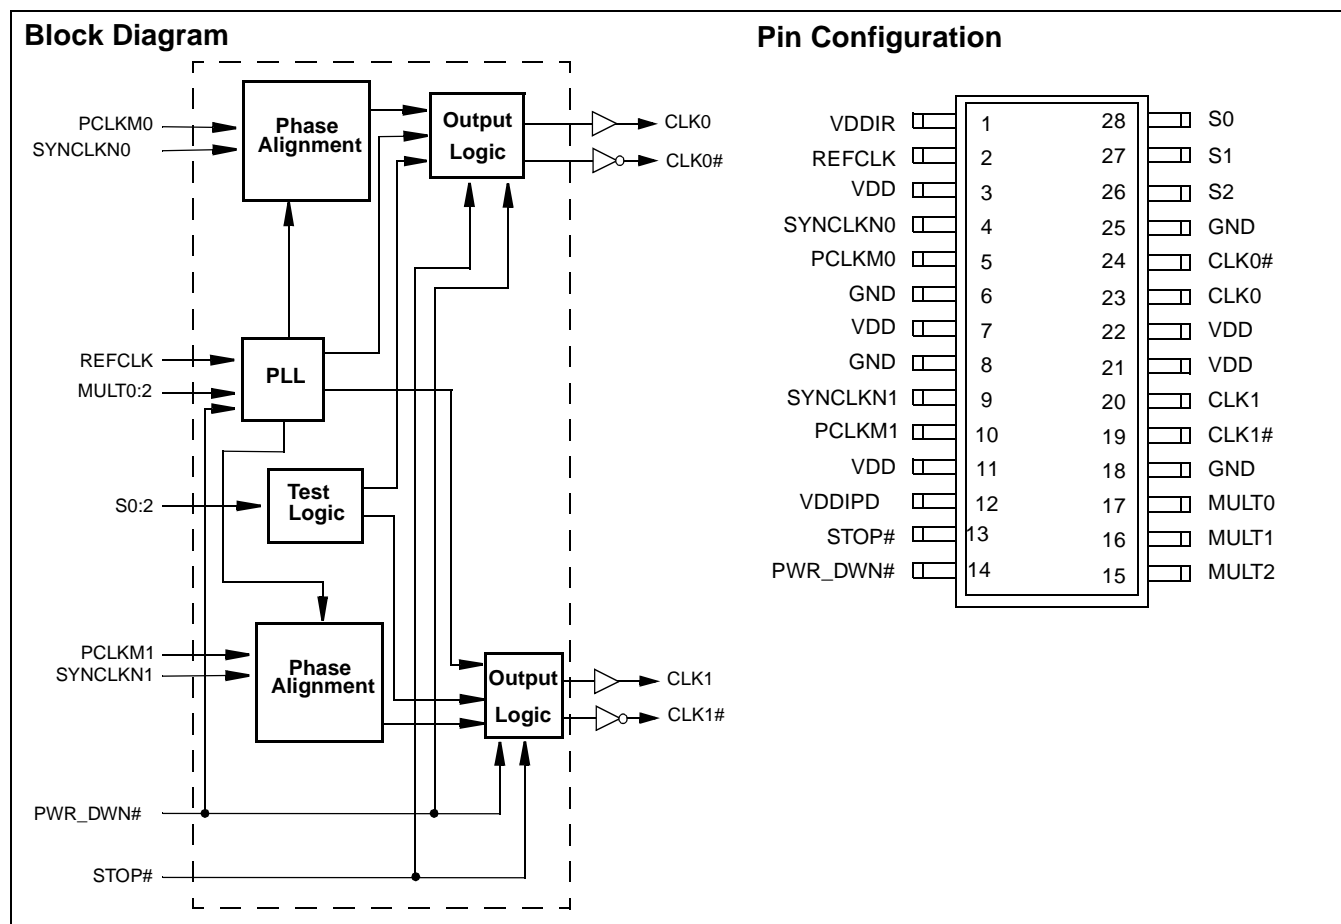 Block Diagram
PCLKM0
SYNCLKN0
Phase
Alignment
Output
Logic
CLK0
CLK0#
REFCLK
MULT0:2
PLL
S0:2
Test
Logic
PCLKM1
SYNCLKN1
Phase
Alignment
Output
Logic
CLK1
CLK1#
PWR_DWN#
STOP#
Pin Configuration
VDDIR 1 28 S0
REFCLK 2 27 S1
VDD 3 26 S2
SYNCLKN0 4 25 GND
PCLKM0 5 24 CLK0#
GND 6 23 CLK0
VDD 7 22 VDD
GND 8 21 VDD
SYNCLKN1 9 20 CLK1
PCLKM1 10 19 CLK1#
VDD 11 18 GND
VDDIPD 12 17 MULT0
STOP# 13 16 MULT1
PWR_DWN# 14 15 MULT2